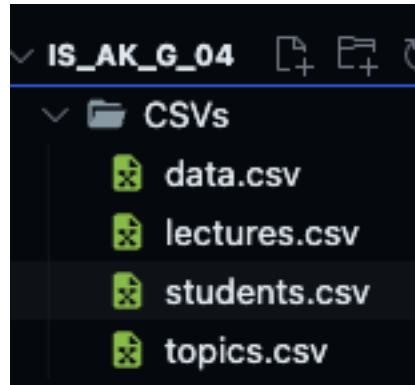 IS_AK_G_04
CSVs
data.csv
lectures.csv
students.csv
topics.csv